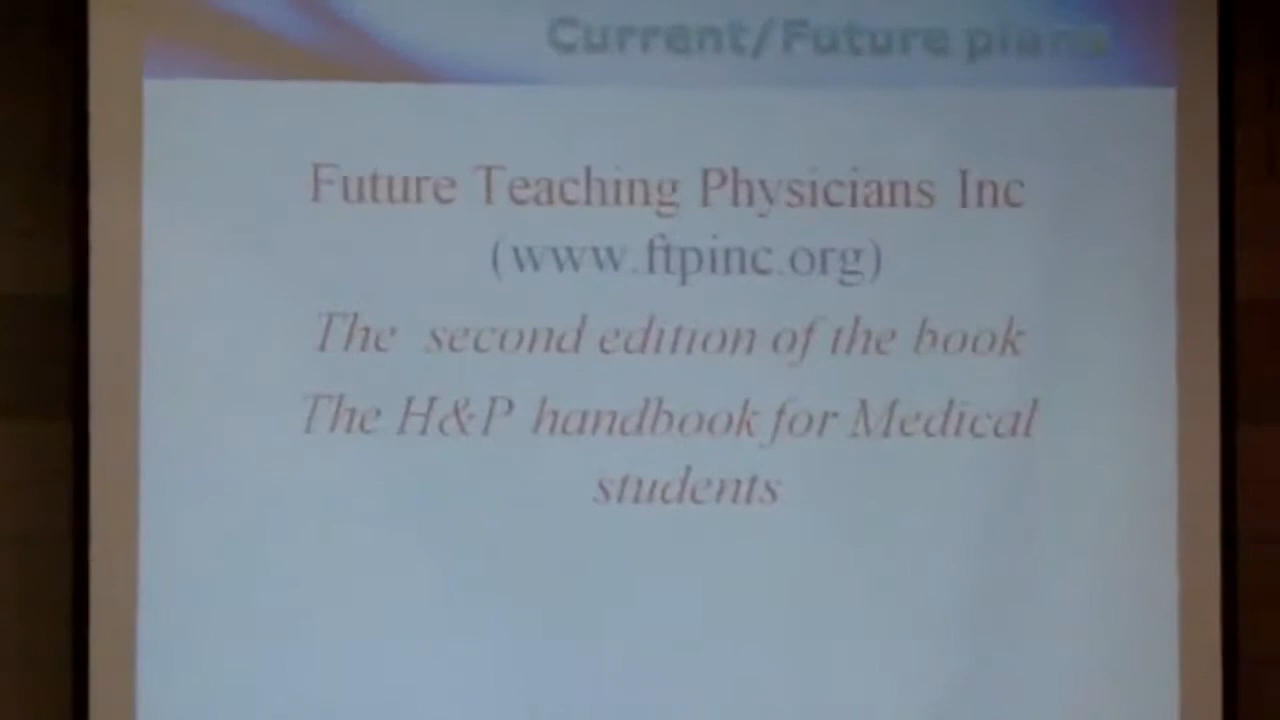 Current/Future plans
Future Teaching Physicians Inc
(www.ftpinc.org)
The second edition of the book
The H&P handbook for Medical
students